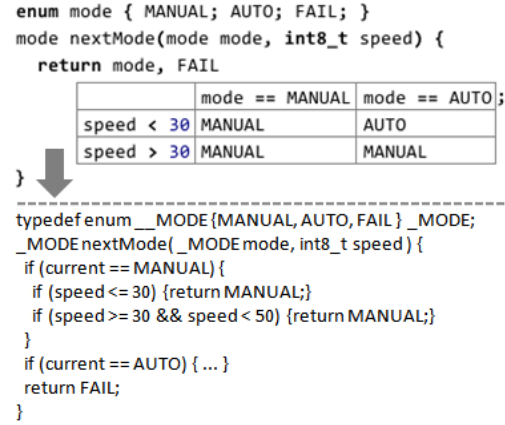 enum mode { MANUAL; AUTO; FAIL; }
mode nextMode(mode mode, int8_t speed) {
return mode, FAIL
mode == MANUAL mode == AUTO ;
speed < 30 MANUAL AUTO
speed > 30 MANUAL MANUAL
}
typedef enum __MODE {MANUAL, AUTO, FAIL } _MODE;
_MODE nextMode( _MODE mode, int8_t speed ) {
if (current == MANUAL) {
if (speed <= 30) {return MANUAL;}
if (speed >= 30 && speed < 50) {return MANUAL;}
}
if (current == AUTO) { ... }
return FAIL;
}